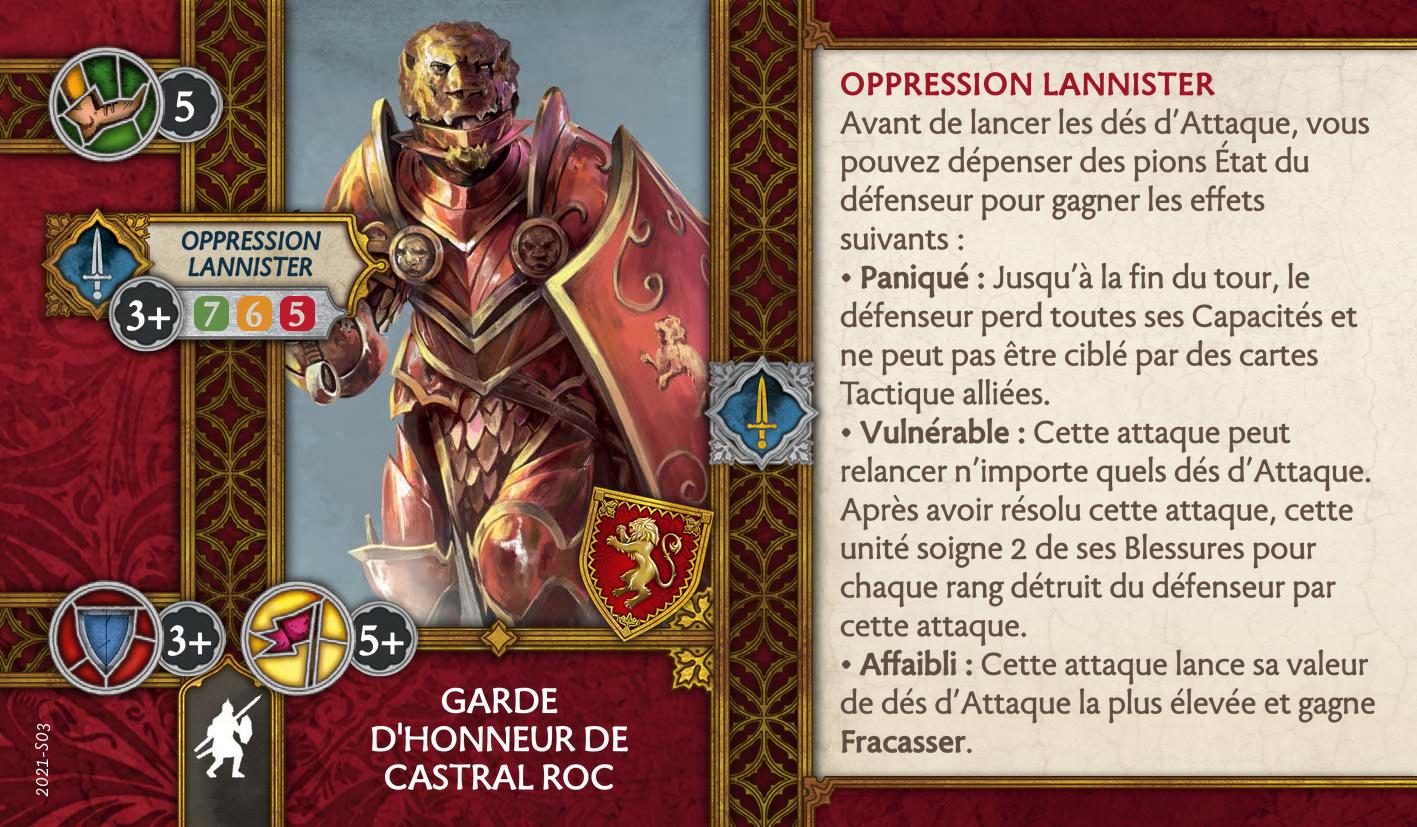 5
OPPRESSION
LANNISTER
3+ 7 6 5
3+ 5+
GARDE
D'HONNEUR DE
CASTRAL ROC
2021-S03
OPPRESSION LANNISTER
Avant de lancer les dés d’Attaque, vous
pouvez dépenser des pions État du
défenseur pour gagner les effets
suivants :
• Paniqué : Jusqu’à la fin du tour, le
défenseur perd toutes ses Capacités et
ne peut pas être ciblé par des cartes
Tactique alliées.
• Vulnérable : Cette attaque peut
relancer n’importe quels dés d’Attaque.
Après avoir résolu cette attaque, cette
unité soigne 2 de ses Blessures pour
chaque rang détruit du défenseur par
cette attaque.
• Affaibli : Cette attaque lance sa valeur
de dés d’Attaque la plus élevée et gagne
Fracasser.